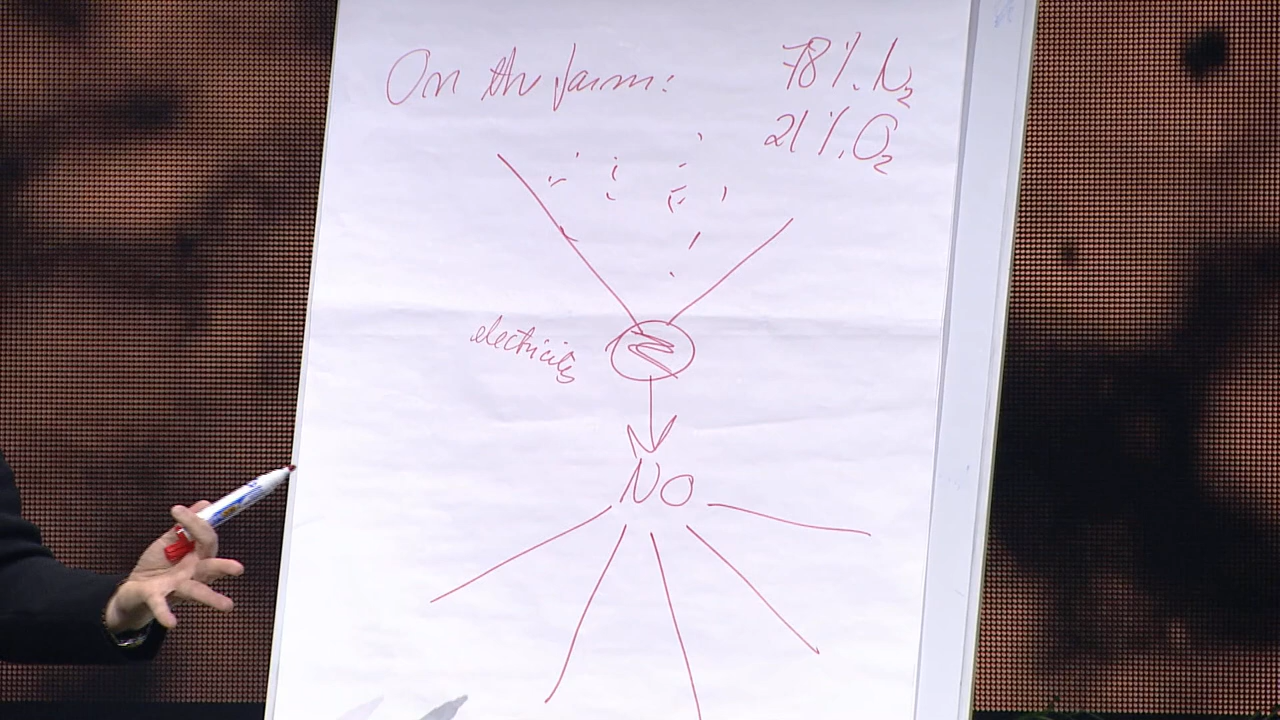 On the farm:
78% N₂
21% O₂
electricity
NO